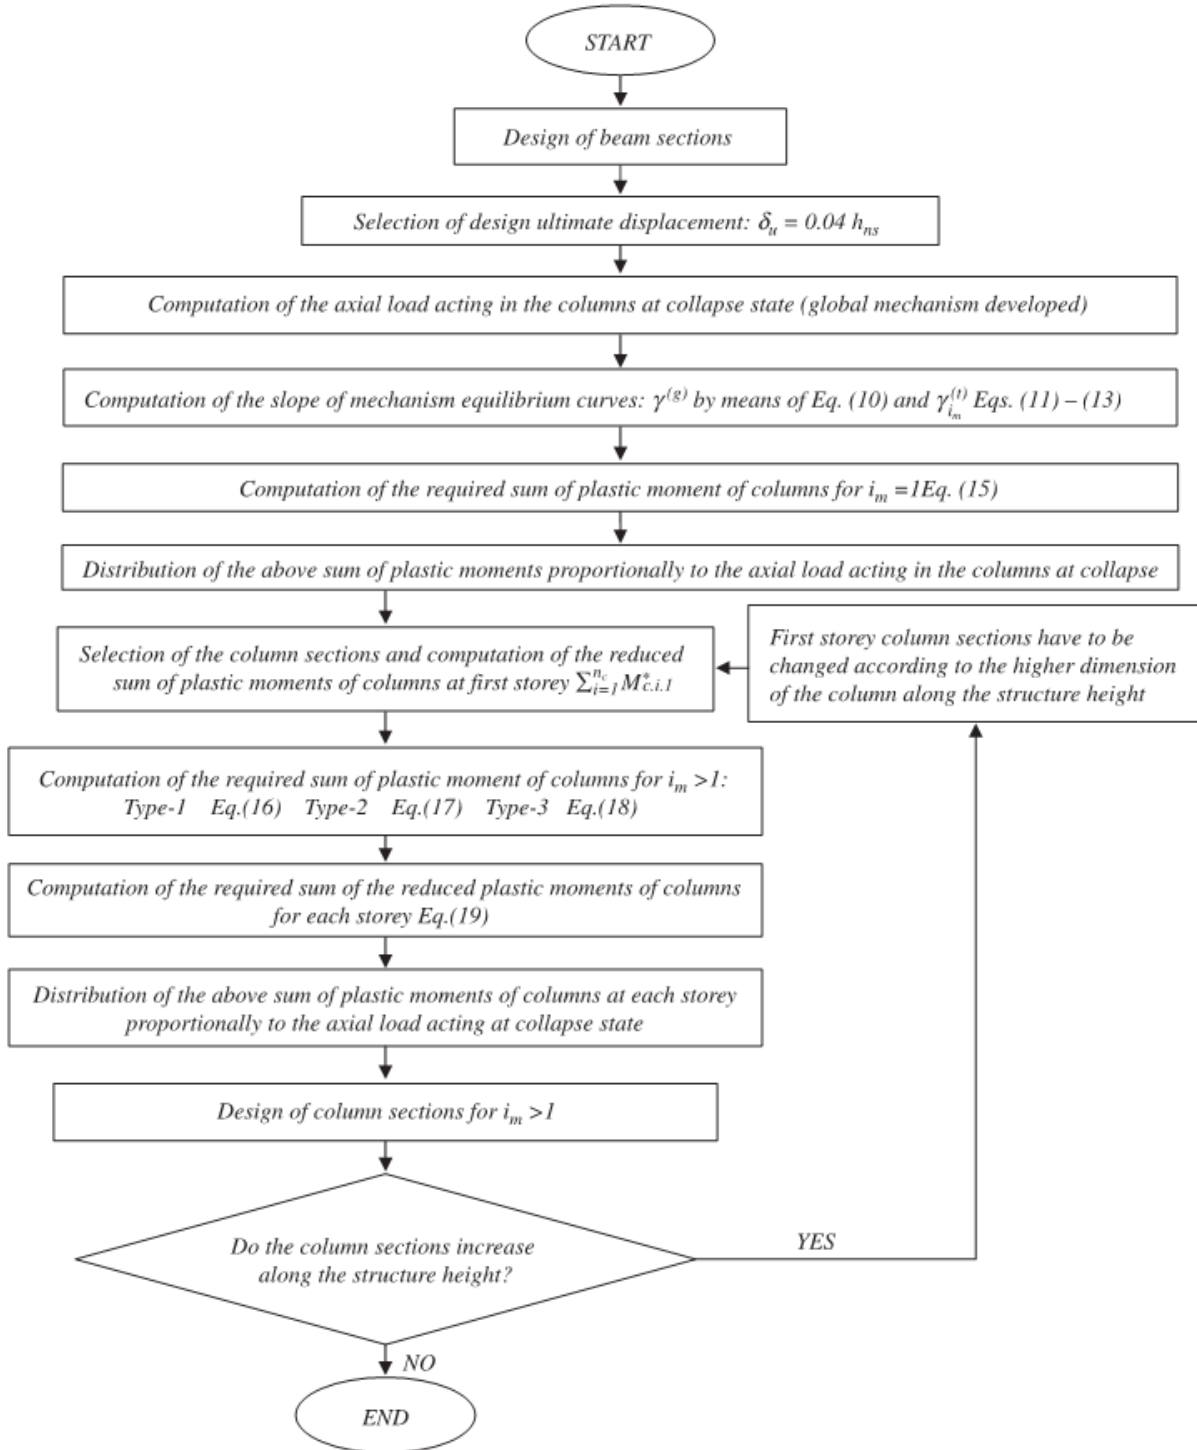 START
Design of beam sections
Selection of design ultimate displacement: δ_u = 0.04 h_ns
Computation of the axial load acting in the columns at collapse state (global mechanism developed)
Computation of the slope of mechanism equilibrium curves: γ^(g) by means of Eq. (10) and γ_{i_m}^(t) Eqs. (11) – (13)
Computation of the required sum of plastic moment of columns for i_m =1Eq. (15)
Distribution of the above sum of plastic moments proportionally to the axial load acting in the columns at collapse
Selection of the column sections and computation of the reduced
sum of plastic moments of columns at first storey ∑_{i=1}^{n_c} M*_{c.i.1}
First storey column sections have to be
changed according to the higher dimension
of the column along the structure height
Computation of the required sum of plastic moment of columns for i_m >1:
Type-1 Eq.(16) Type-2 Eq.(17) Type-3 Eq.(18)
Computation of the required sum of the reduced plastic moments of columns
for each storey Eq.(19)
Distribution of the above sum of plastic moments of columns at each storey
proportionally to the axial load acting at collapse state
Design of column sections for i_m >1
Do the column sections increase
along the structure height?
YES
NO
END